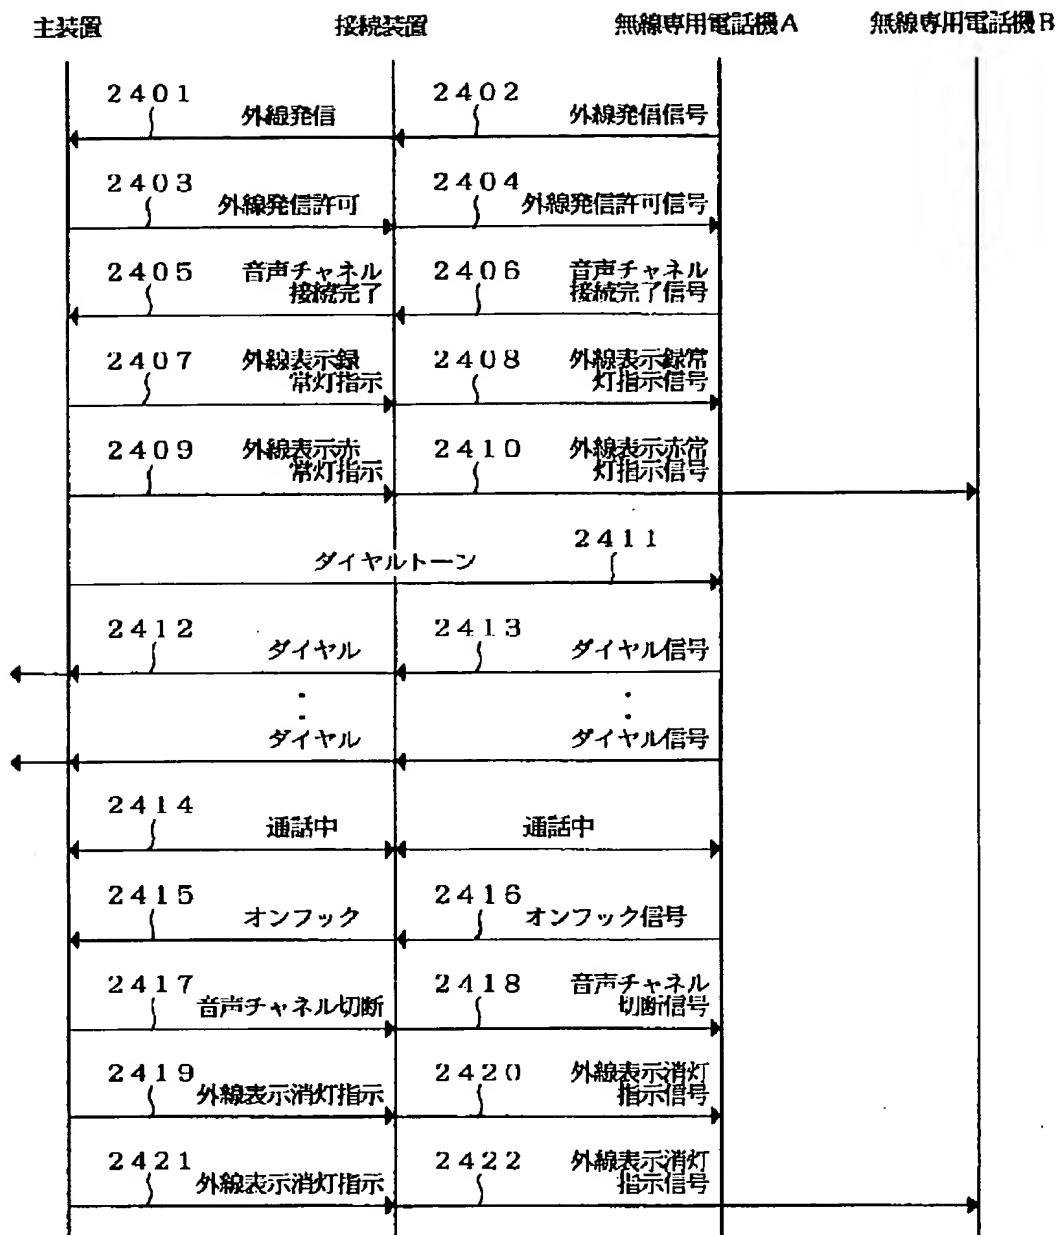 主装置 接続装置 無線専用電話機A 無線専用電話機B
2401 2402
外線発信 外線発信信号
2403 2404
外線発信許可 外線発信許可信号
2405 音声チャネル 2406 音声チャネル
接続完了 接続完了信号
2407 外線表示録 2408 外線表示録常
常灯指示 灯指示信号
2409 外線表示赤 2410 外線表示赤常
常灯指示 灯指示信号
2411
ダイヤルトーン
2412 2413
ダイヤル ダイヤル信号
ダイヤル ダイヤル信号
2414
通話中 通話中
2415 2416
オンフック オンフック信号
2417 2418 音声チャネル
音声チャネル切断 切断信号
2419 2420 外線表示消灯
外線表示消灯指示 指示信号
2421 2422 外線表示消灯
外線表示消灯指示 指示信号